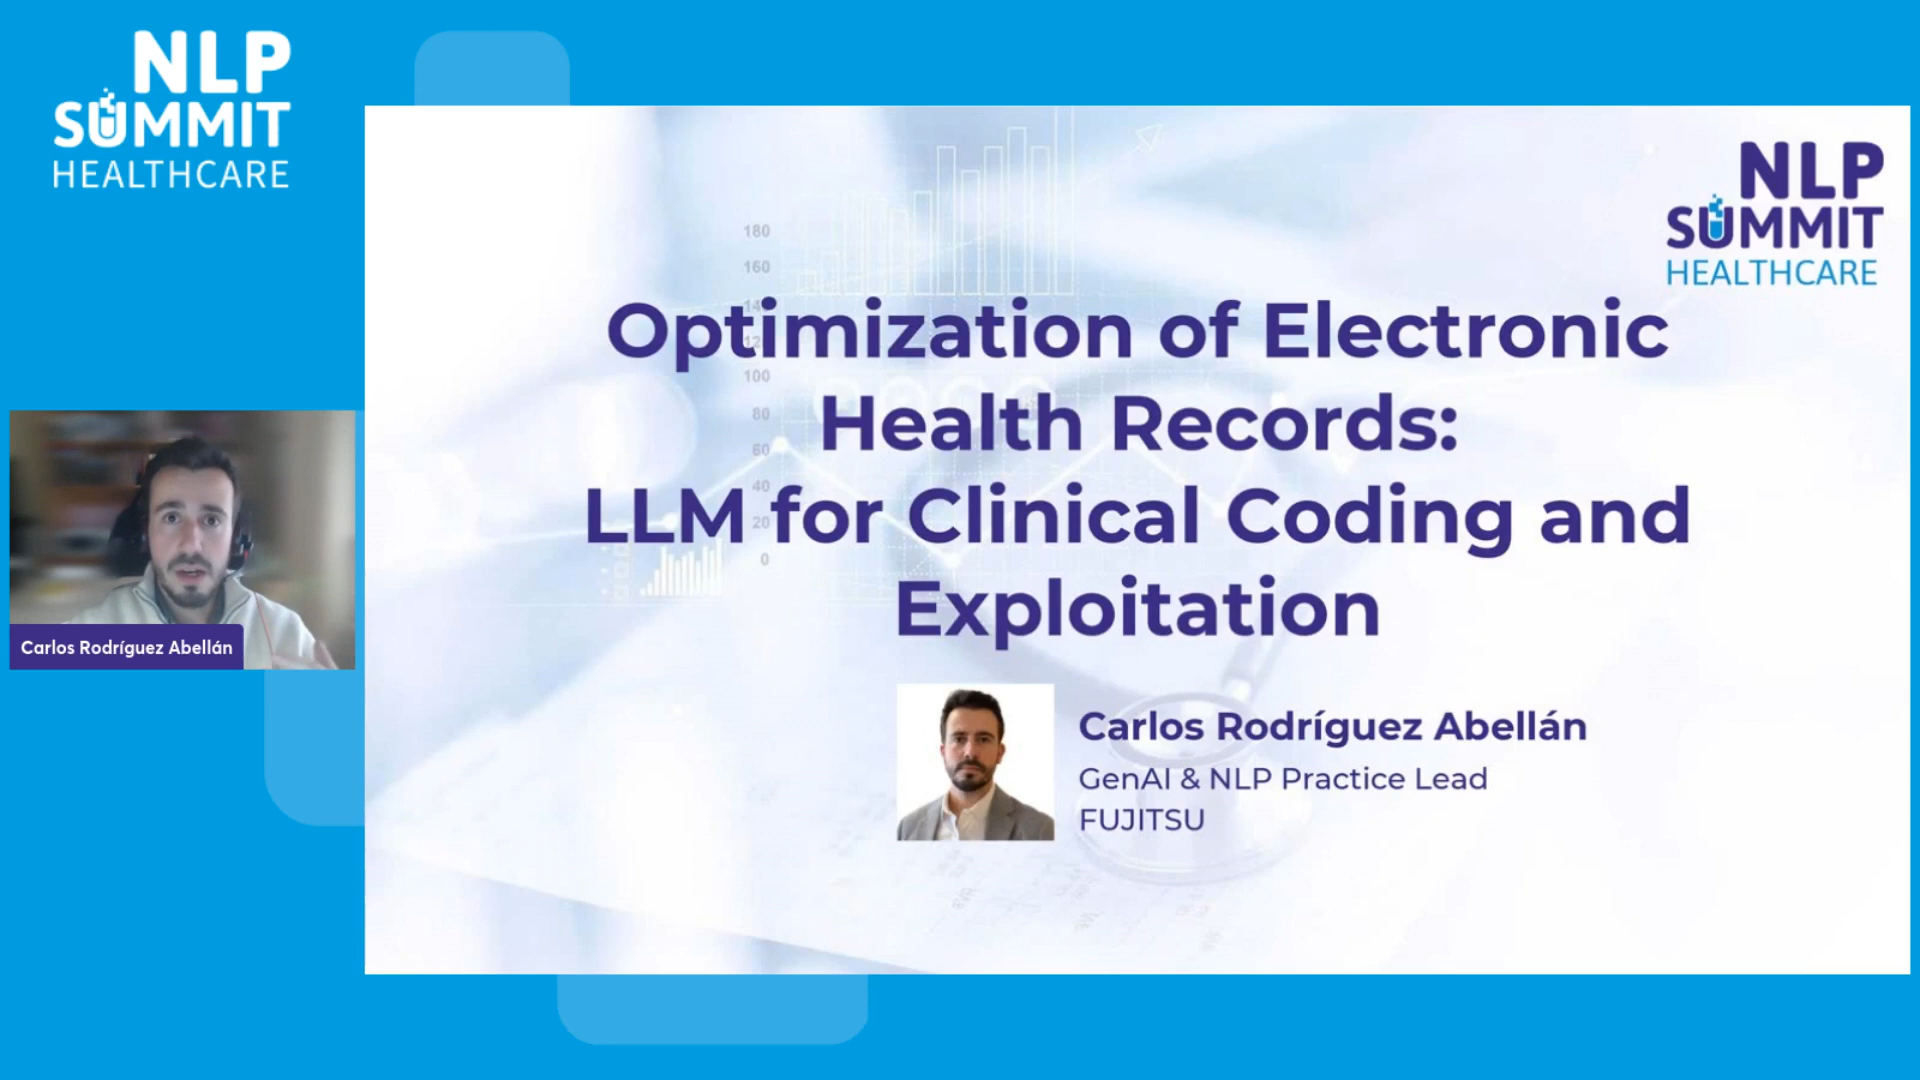 NLP
SUMMIT
HEALTHCARE
NLP
SUMMIT
HEALTHCARE
180
160
100
80
60
40
20
0
Optimization of Electronic
Health Records:
LLM for Clinical Coding and
Exploitation
Carlos Rodríguez Abellán
GenAI & NLP Practice Lead
FUJITSU
Carlos Rodríguez Abellán